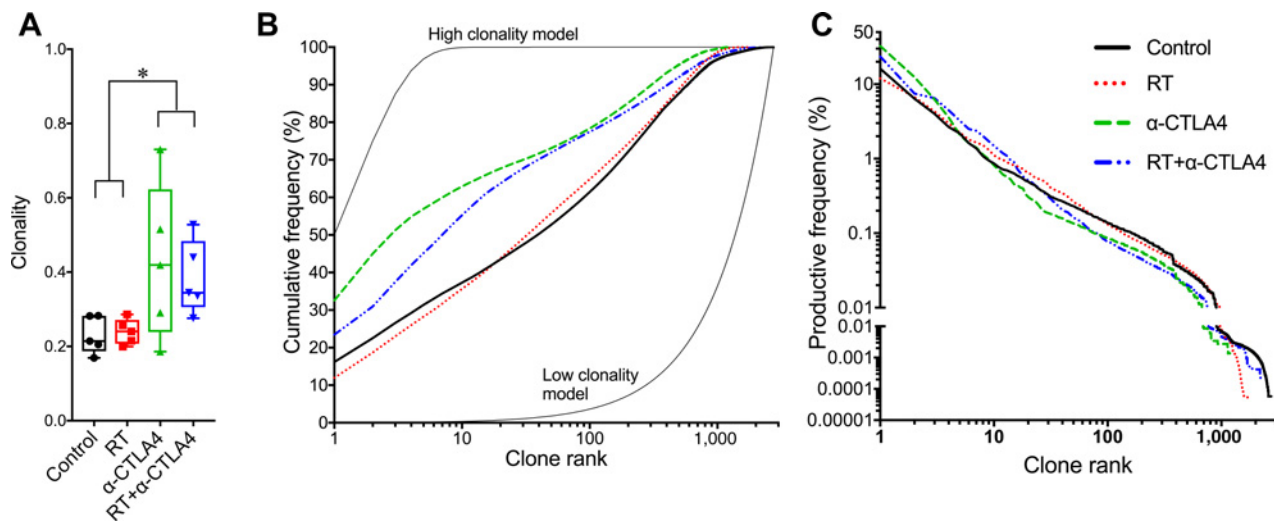 A
Clonality
1.0
0.8
0.6
0.4
0.2
0.0
*
Control
RT
α-CTLA4
RT+α-CTLA4
B
Cumulative frequency (%)
100
90
80
70
60
50
40
30
20
10
0
High clonality model
Low clonality
model
1
10
100
1,000
Clone rank
C
Productive frequency (%)
50
10
1
0.1
0.01
0.01
0.001
0.0001
0.00001
1
10
100
1,000
Clone rank
Control
RT
α-CTLA4
RT+α-CTLA4